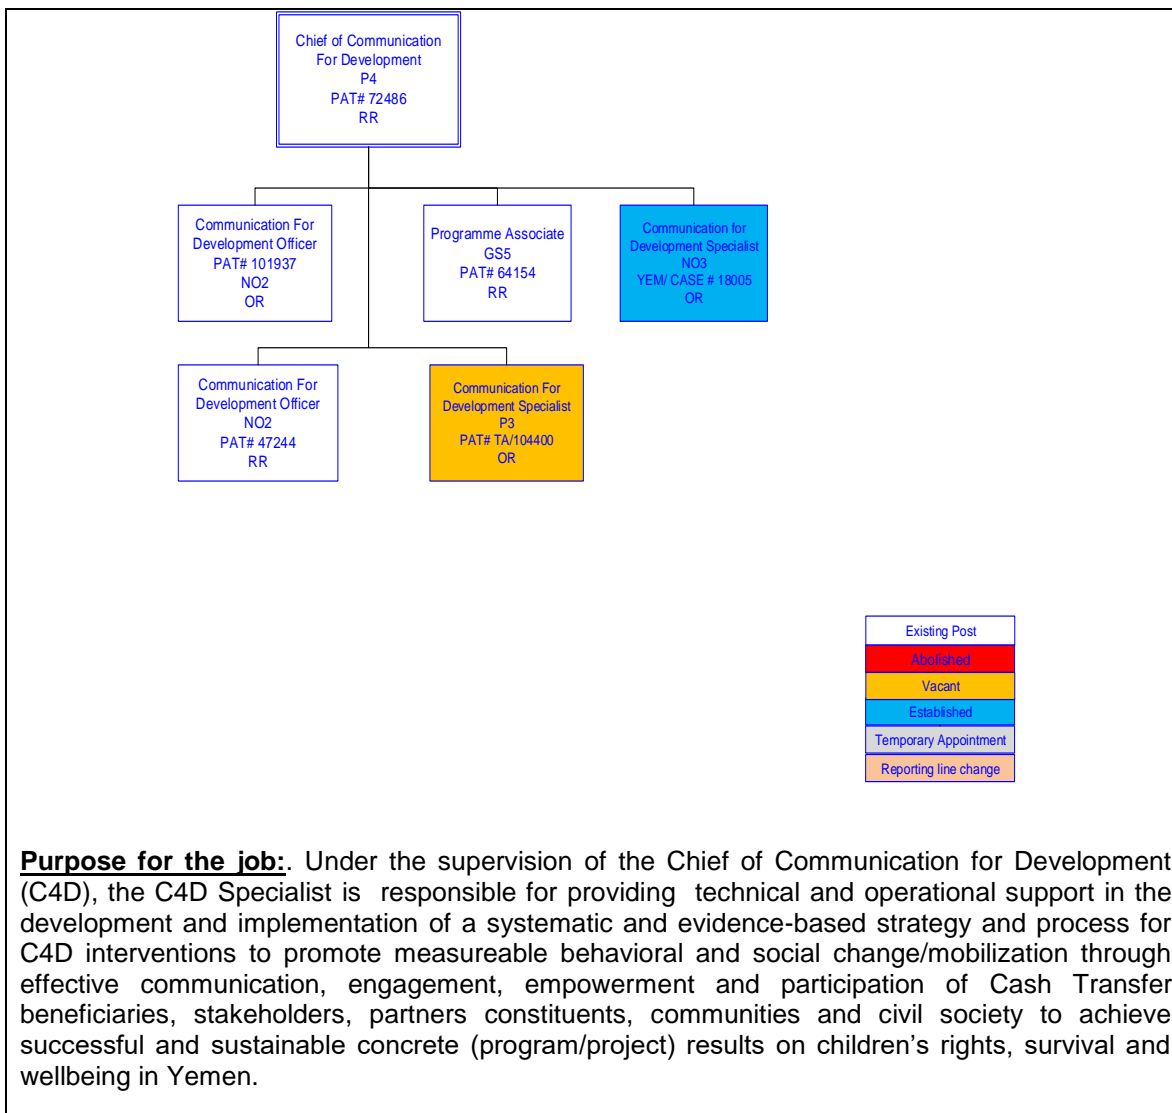 Chief of Communication
For Development
P4
PAT# 72486
RR
Communication For
Development Officer
PAT# 101937
NO2
OR
Programme Associate
GS5
PAT# 64154
RR
Communication for
Development Specialist
NO3
YEM/ CASE # 18005
OR
Communication For
Development Officer
NO2
PAT# 47244
RR
Communication For
Development Specialist
P3
PAT# TA/104400
OR
Existing Post
Abolished
Vacant
Established
Temporary Appointment
Reporting line change
Purpose for the job:. Under the supervision of the Chief of Communication for Development
(C4D), the C4D Specialist is responsible for providing technical and operational support in the
development and implementation of a systematic and evidence-based strategy and process for
C4D interventions to promote measureable behavioral and social change/mobilization through
effective communication, engagement, empowerment and participation of Cash Transfer
beneficiaries, stakeholders, partners constituents, communities and civil society to achieve
successful and sustainable concrete (program/project) results on children's rights, survival and
wellbeing in Yemen.